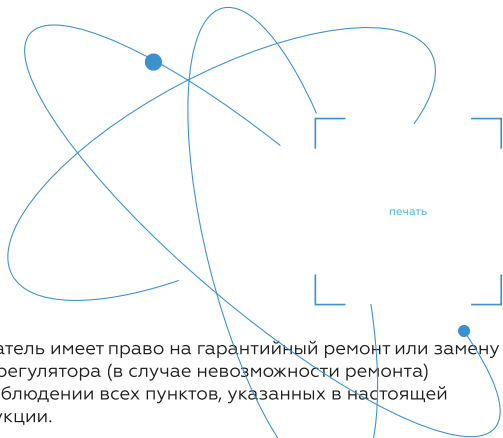 печать
атель имеет право на гарантийный ремонт или замену
регулятора (в случае невозможности ремонта)
блюдении всех пунктов, указанных в настоящей
укции.